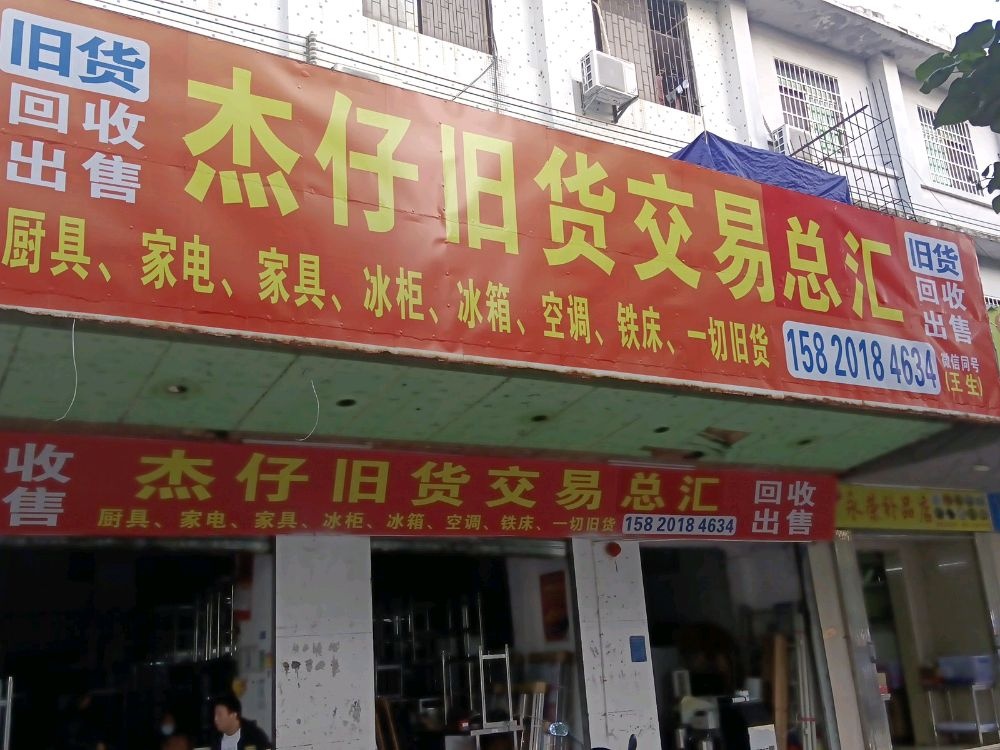 旧货
回收
出售
杰仔旧货交易总汇
厨具、家电、家具、冰柜、冰箱、空调、铁床、一切旧货
158 2018 4634
旧货
回收
出售
微信同号
(王生)
收
售
杰仔旧货交易总汇
厨具、家电、家具、冰柜、冰箱、空调、铁床、一切旧货
158 2018 4634
回收
出售